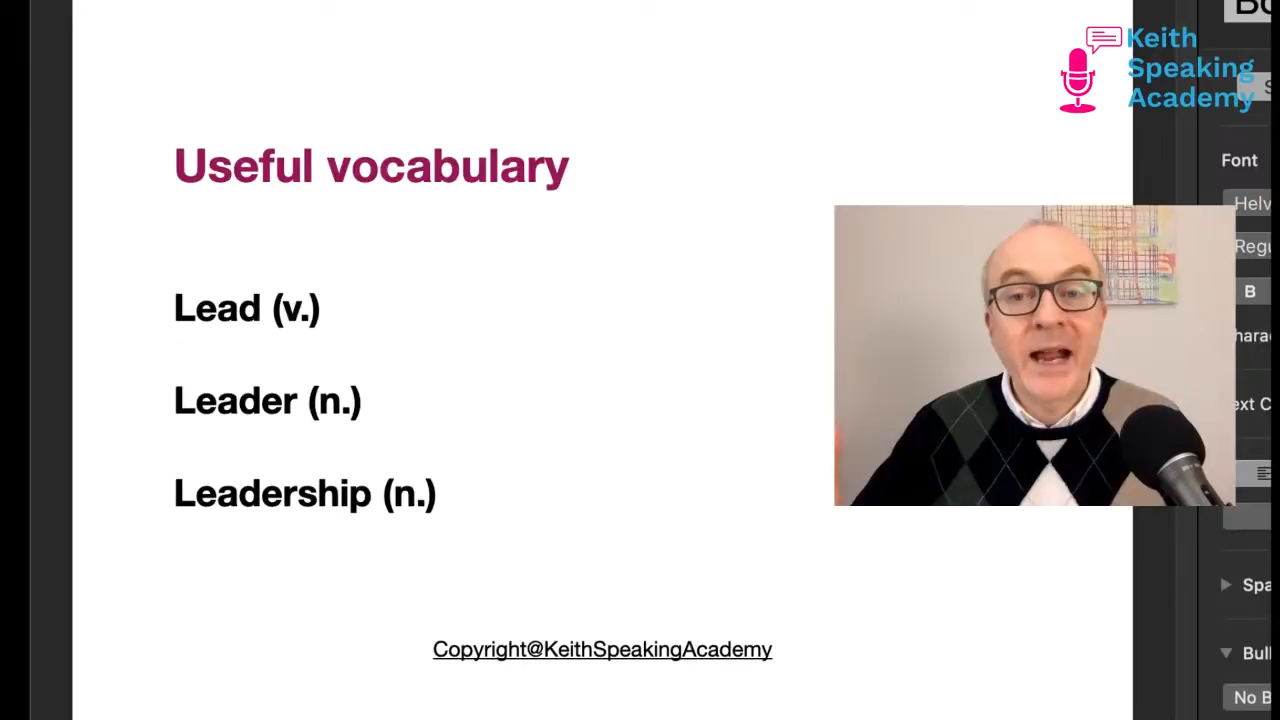 Keith
Speaking
Academy
Useful vocabulary
Lead (v.)
Leader (n.)
Leadership (n.)
Copyright@KeithSpeakingAcademy
Font
B